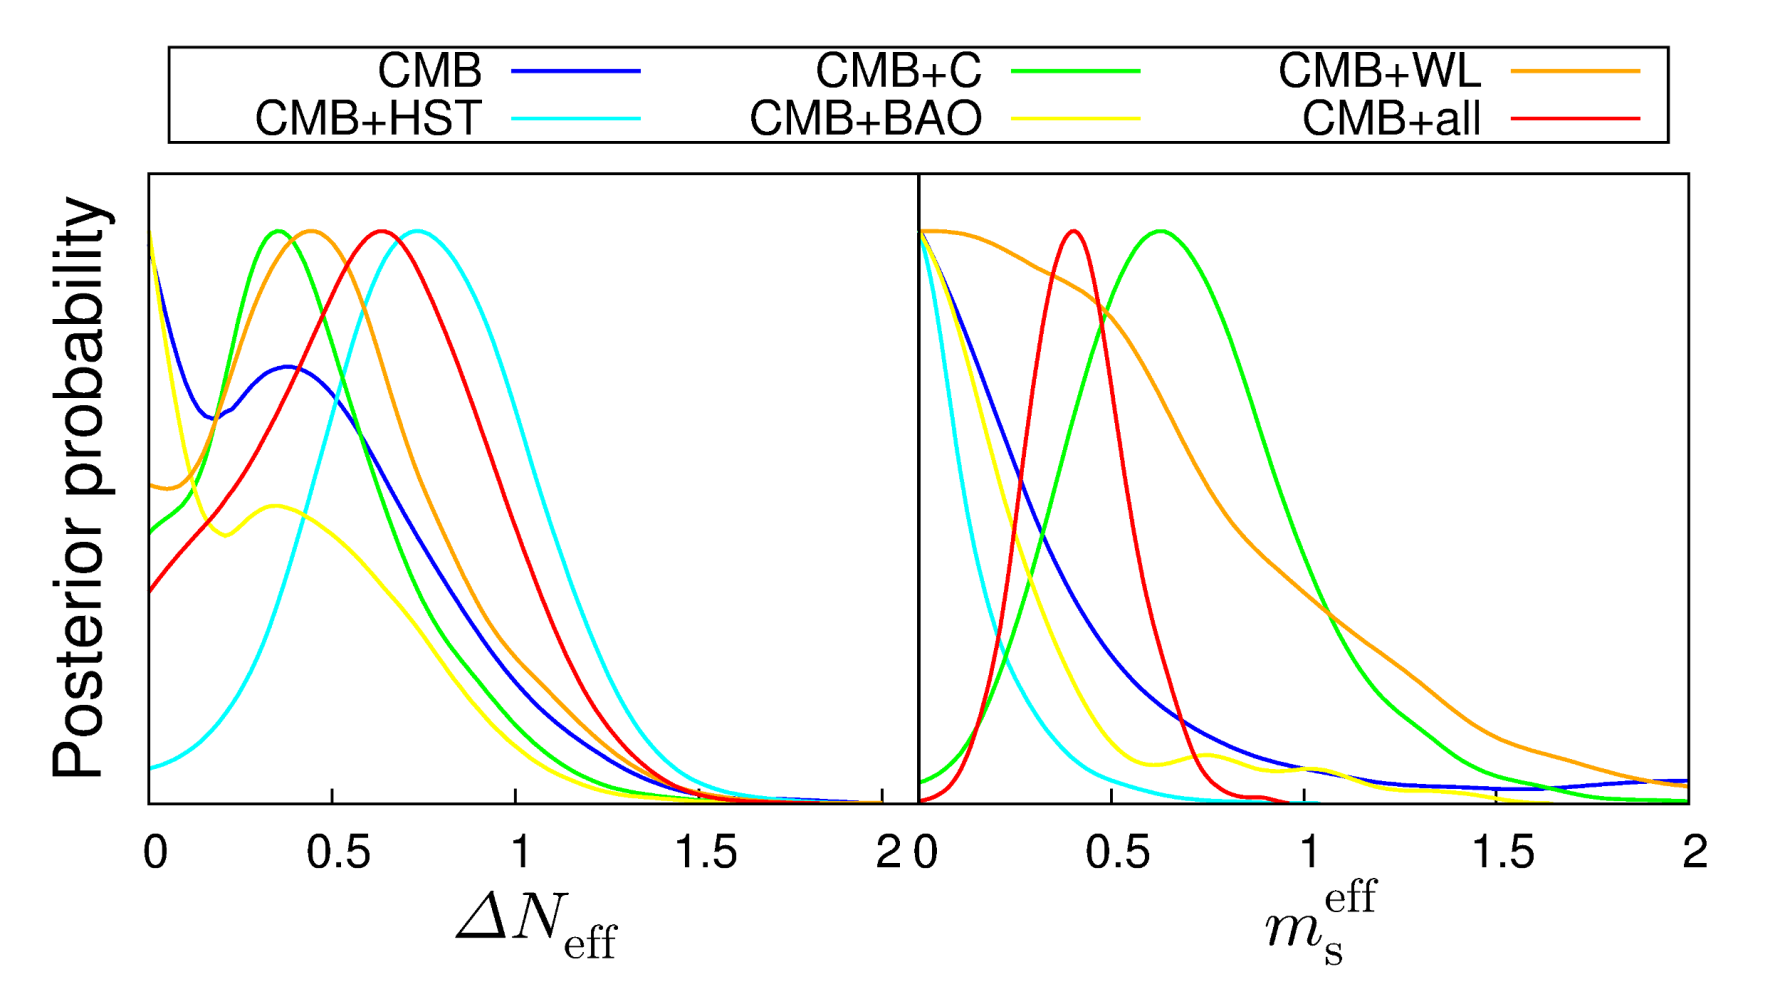 CMB CMB+C CMB+WL
CMB+HST CMB+BAO CMB+all
Posterior probability
0 0.5 1 1.5 2 0 0.5 1 1.5 2
ΔN_eff m_s^eff